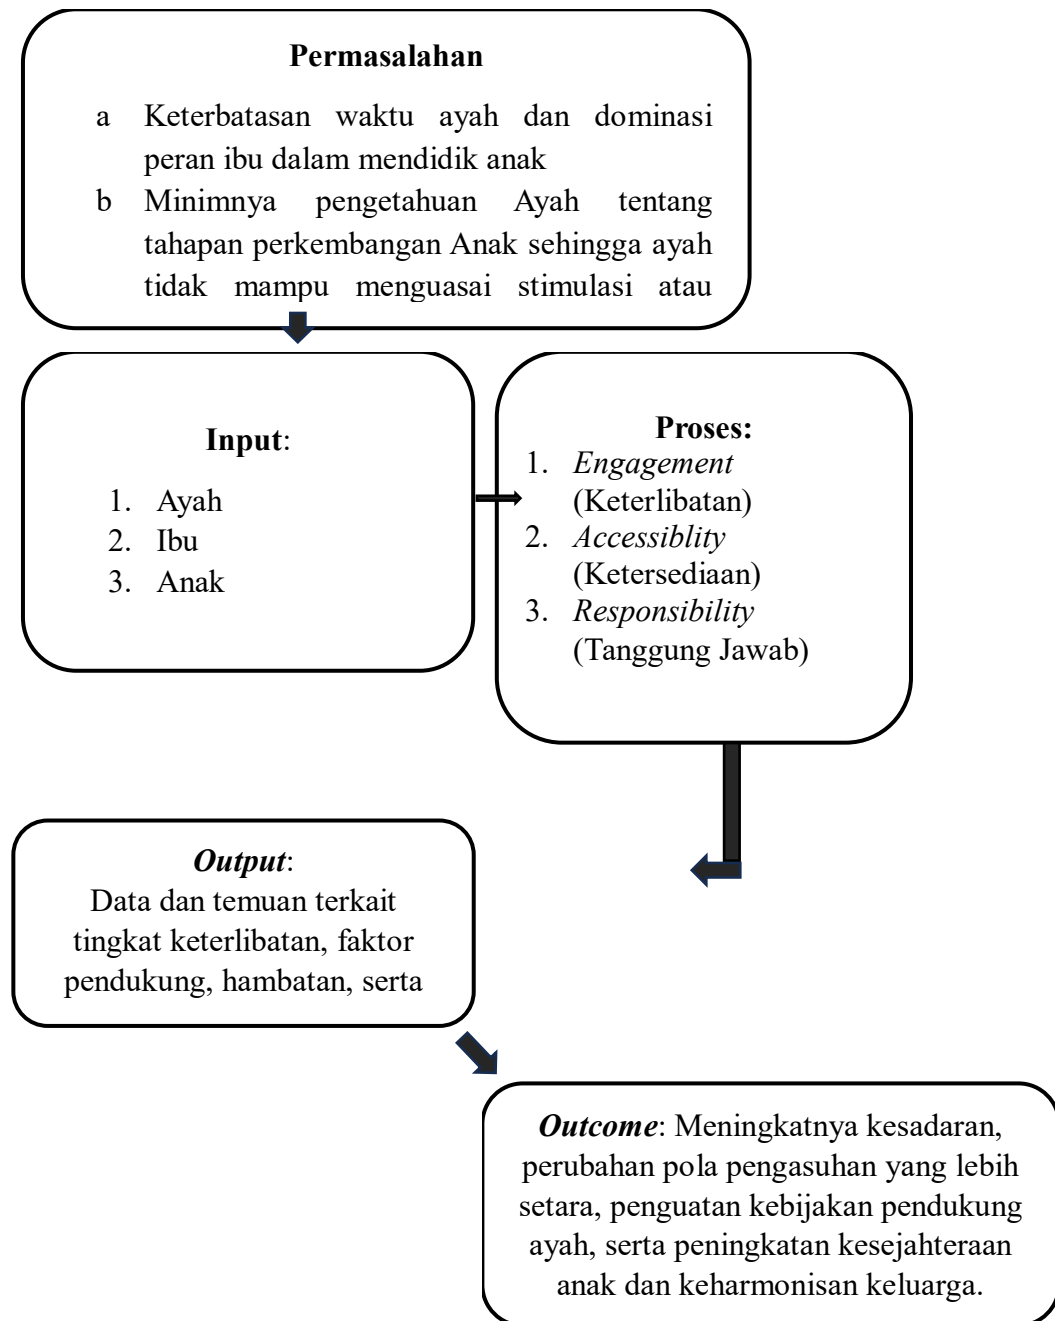 Permasalahan
a Keterbatasan waktu ayah dan dominasi
peran ibu dalam mendidik anak
b Minimnya pengetahuan Ayah tentang
tahapan perkembangan Anak sehingga ayah
tidak mampu menguasai stimulasi atau
Input:
1. Ayah
2. Ibu
3. Anak
Proses:
1. Engagement
(Keterlibatan)
2. Accessiblity
(Ketersediaan)
3. Responsibility
(Tanggung Jawab)
Output:
Data dan temuan terkait
tingkat keterlibatan, faktor
pendukung, hambatan, serta
Outcome: Meningkatnya kesadaran,
perubahan pola pengasuhan yang lebih
setara, penguatan kebijakan pendukung
ayah, serta peningkatan kesejahteraan
anak dan keharmonisan keluarga.